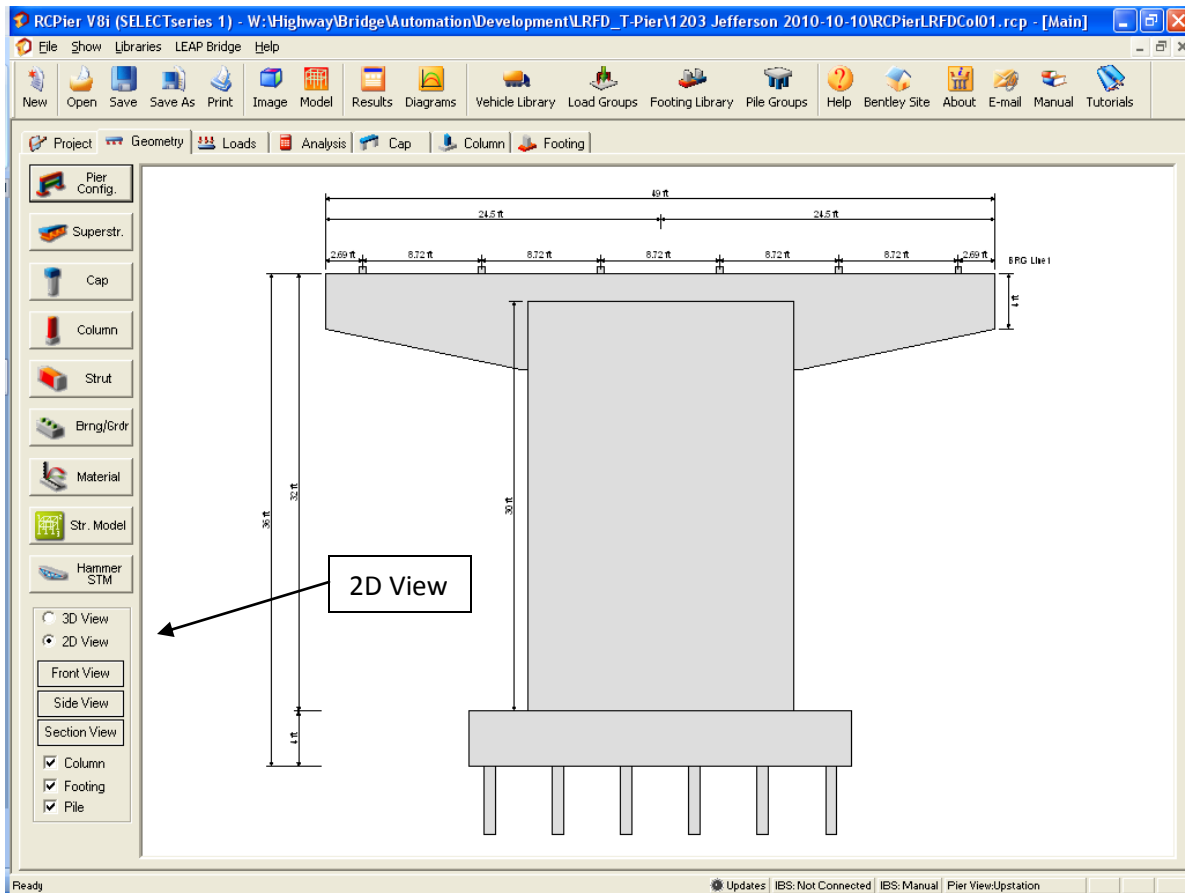 RCPier V8i (SELECTseries 1) - W:\Highway\Bridge\Automation\Development\LRFD_T-Pier\1203 Jefferson 2010-10-10\RCPierLRFDCol01.rcp - [Main]
File Show Libraries LEAP Bridge Help
New Open Save Save As Print Image Model Results Diagrams Vehicle Library Load Groups Footing Library Pile Groups Help Bentley Site About E-mail Manual Tutorials
Project Geometry Loads Analysis Cap Column Footing
Pier
Config.
Superstr.
Cap
Column
Strut
Brng/Grdr
Material
Str. Model
Hammer
STM
3D View
2D View
Front View
Side View
Section View
Column
Footing
Pile
49 ft
24.5 ft 24.5 ft
2.69 ft 8.72 ft 8.72 ft 8.72 ft 8.72 ft 8.72 ft 2.69 ft BRG Line 1
4 ft
36 ft
32 ft
30 ft
4 ft
2D View
Ready Updates IBS: Not Connected IBS: Manual Pier View:Upstation